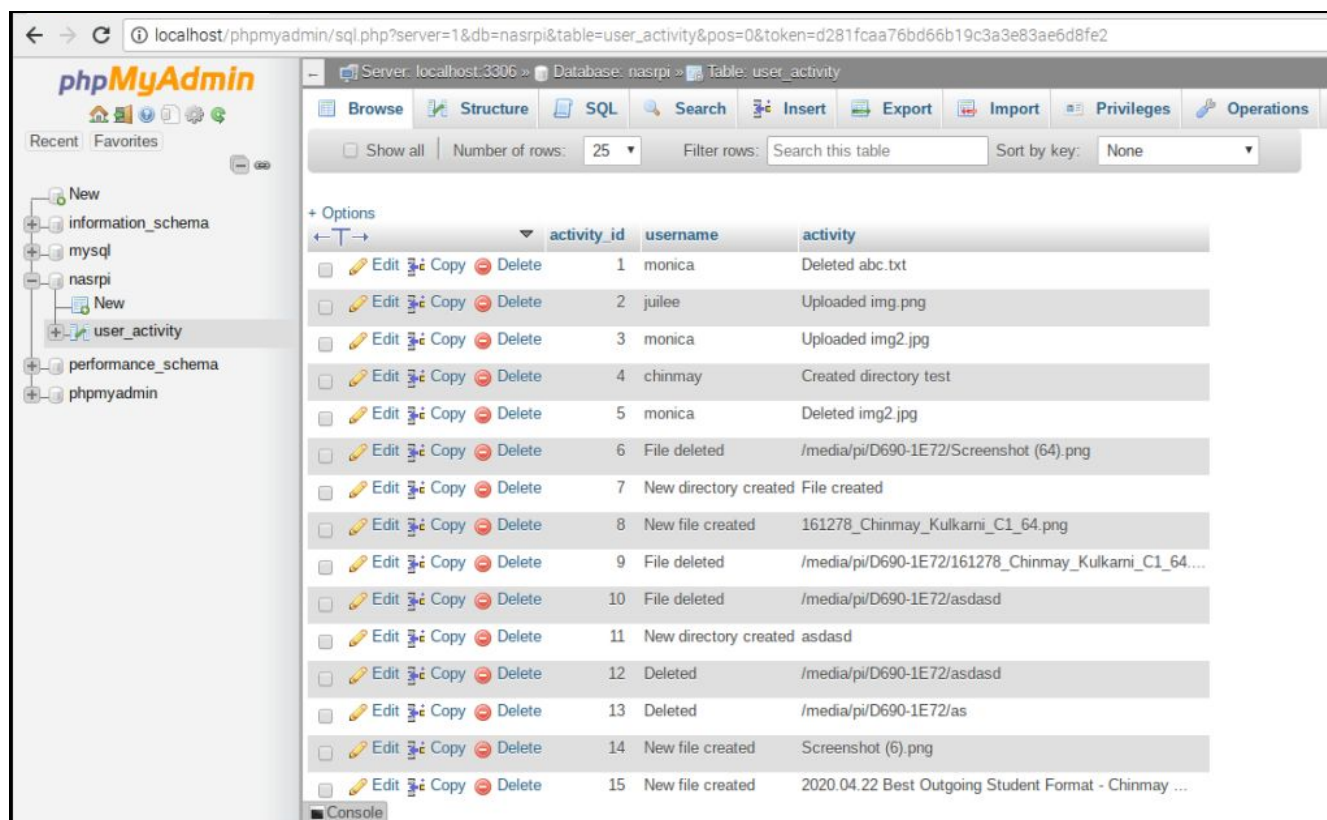 localhost/phpmyadmin/sql.php?server=1&db=nasrpi&table=user_activity&pos=0&token=d281fcaa76bd66b19c3a3e83ae6d8fe2
phpMyAdmin
Recent Favorites
New
information_schema
mysql
nasrpi
New
user_activity
performance_schema
phpmyadmin
Server: localhost:3306 » Database: nasrpi » Table: user_activity
Browse Structure SQL Search Insert Export Import Privileges Operations
Show all Number of rows: 25 Filter rows: Search this table Sort by key: None
+ Options
activity_id username activity
Edit Copy Delete 1 monica Deleted abc.txt
Edit Copy Delete 2 juilee Uploaded img.png
Edit Copy Delete 3 monica Uploaded img2.jpg
Edit Copy Delete 4 chinmay Created directory test
Edit Copy Delete 5 monica Deleted img2.jpg
Edit Copy Delete 6 File deleted /media/pi/D690-1E72/Screenshot (64).png
Edit Copy Delete 7 New directory created File created
Edit Copy Delete 8 New file created 161278_Chinmay_Kulkarni_C1_64.png
Edit Copy Delete 9 File deleted /media/pi/D690-1E72/161278_Chinmay_Kulkarni_C1_64....
Edit Copy Delete 10 File deleted /media/pi/D690-1E72/asdasd
Edit Copy Delete 11 New directory created asdasd
Edit Copy Delete 12 Deleted /media/pi/D690-1E72/asdasd
Edit Copy Delete 13 Deleted /media/pi/D690-1E72/as
Edit Copy Delete 14 New file created Screenshot (6).png
Edit Copy Delete 15 New file created 2020.04.22 Best Outgoing Student Format - Chinmay ...
Console